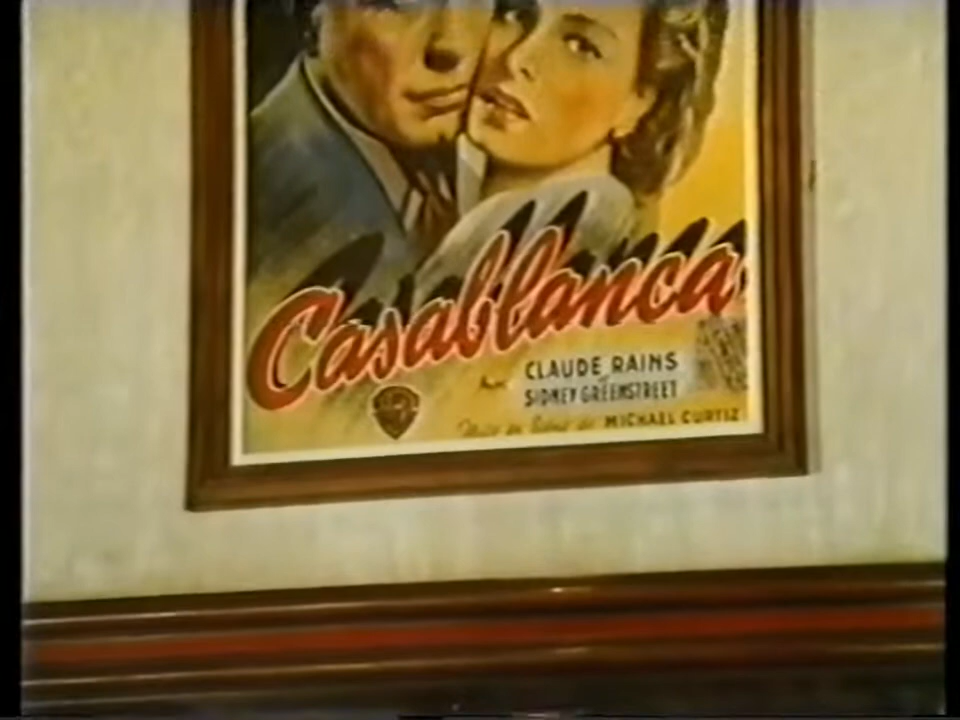 Casablanca
CLAUDE RAINS
SIDNEY GREENSTREET
MICHAEL CURTIZ